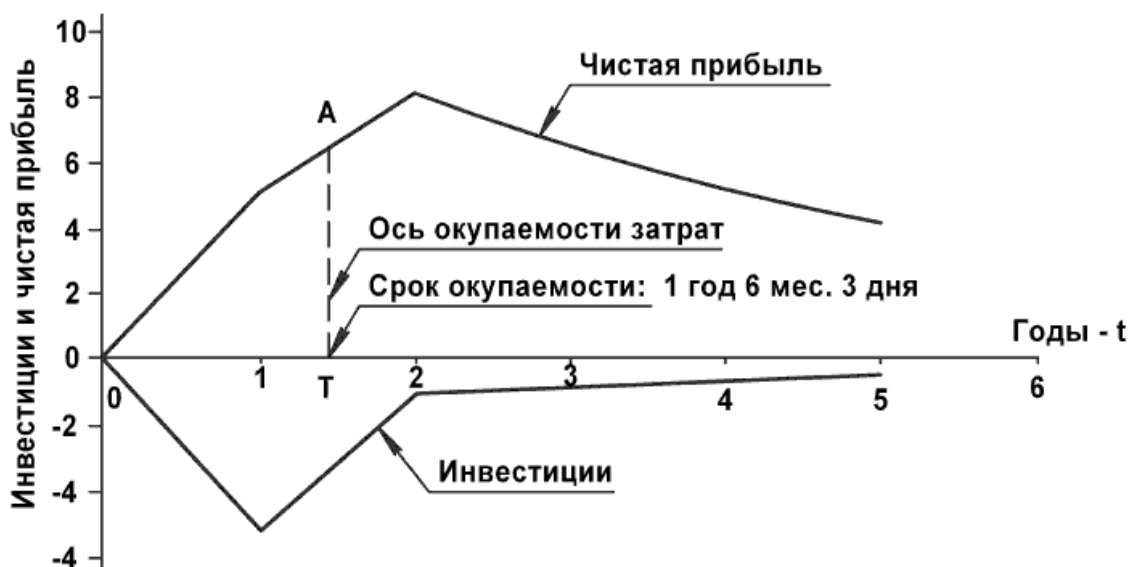 Инвестиции и чистая прибыль
10
8
6
4
2
0
-2
-4
-4
Чистая прибыль
А
Ось окупаемости затрат
Срок окупаемости: 1 год 6 мес. 3 дня
Годы - t
0
1
Т
2
3
4
5
6
Инвестиции